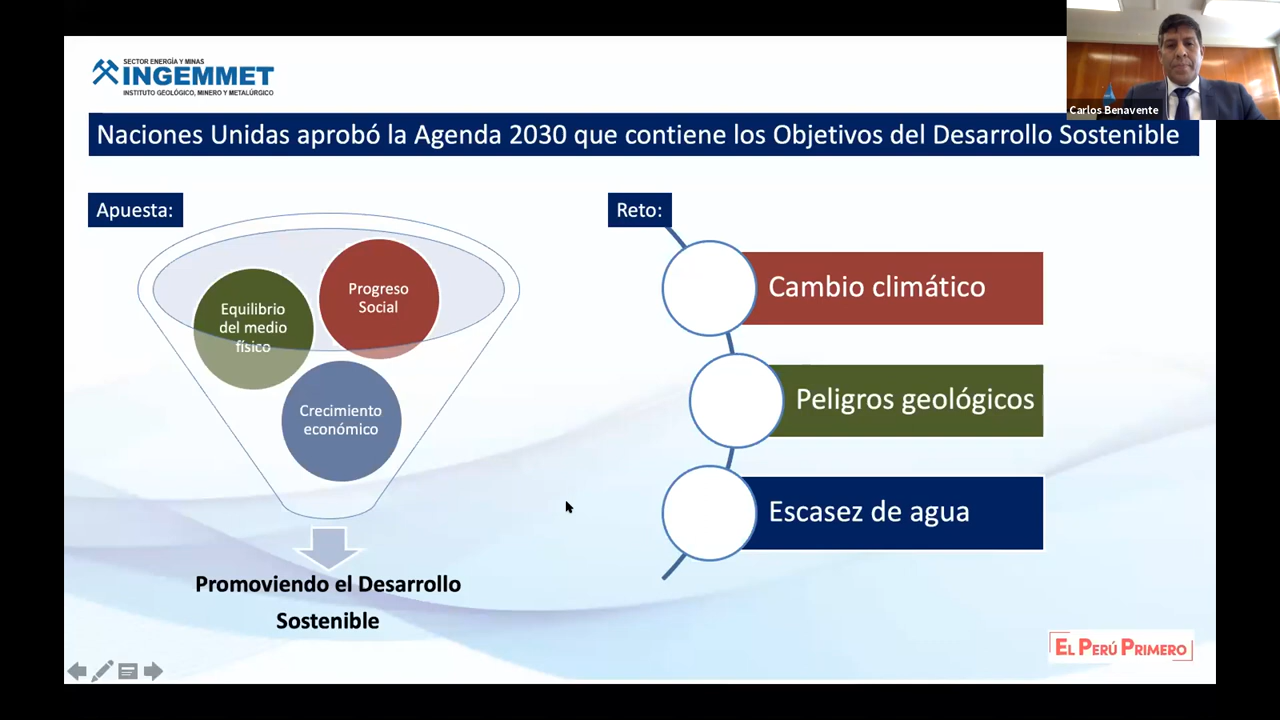 SECTOR ENERGÍA Y MINAS
INGEMMET
INSTITUTO GEOLÓGICO, MINERO Y METALÚRGICO
Carlos Benavente
Naciones Unidas aprobó la Agenda 2030 que contiene los Objetivos del Desarrollo Sostenible
Apuesta:
Equilibrio
del medio
físico
Progreso
Social
Crecimiento
económico
Promoviendo el Desarrollo
Sostenible
Reto:
Cambio climático
Peligros geológicos
Escasez de agua
EL PERÚ PRIMERO